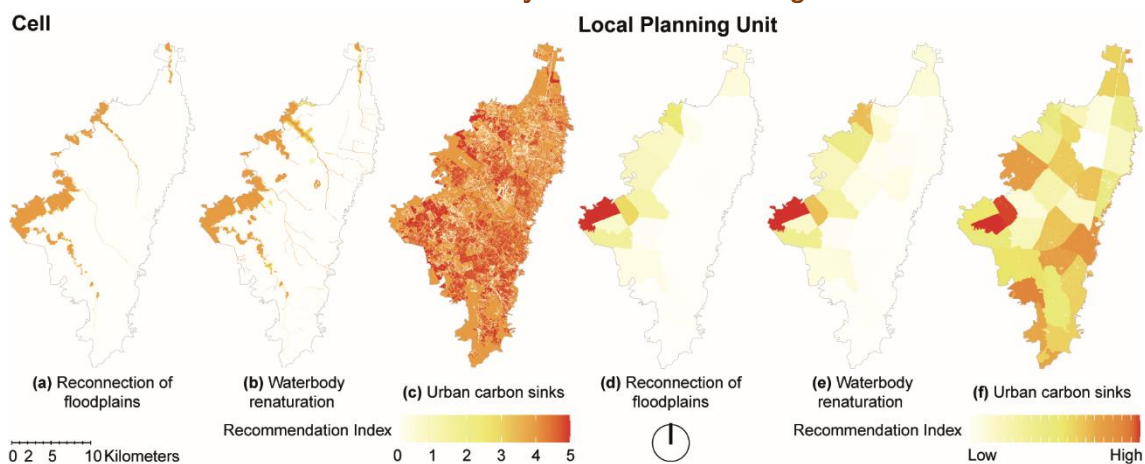 Cell
Local Planning Unit
(a) Reconnection of
floodplains
(b) Waterbody
renaturation
(c) Urban carbon sinks
(d) Reconnection of
floodplains
(e) Waterbody
renaturation
(f) Urban carbon sinks
0 2 5 10 Kilometers
Recommendation Index
0 1 2 3 4 5
Recommendation Index
Low High